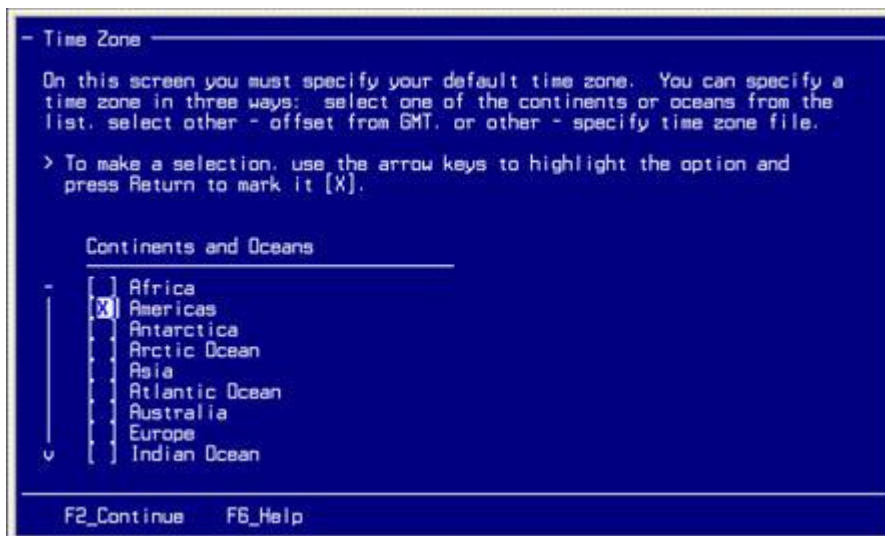 Time Zone
On this screen you must specify your default time zone. You can specify a
time zone in three ways: select one of the continents or oceans from the
list, select other - offset from GMT, or other - specify time zone file.
> To make a selection, use the arrow keys to highlight the option and
press Return to mark it [X].
Continents and Oceans
- [ ] Africa
[X] Americas
[ ] Antarctica
[ ] Arctic Ocean
[ ] Asia
[ ] Atlantic Ocean
[ ] Australia
[ ] Europe
v [ ] Indian Ocean
F2_Continue F6_Help